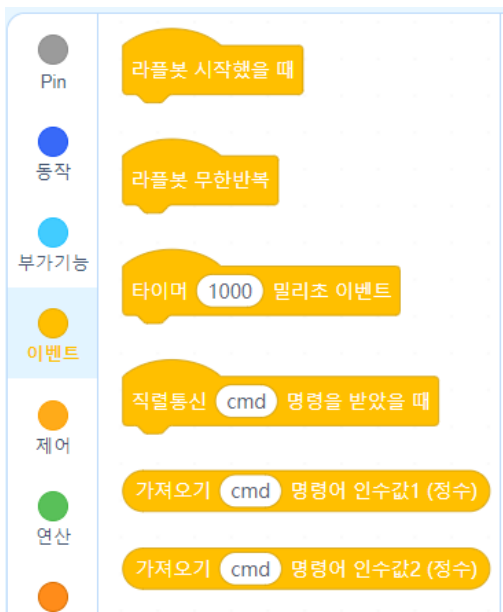 Pin
동작
부가기능
이벤트
제어
연산
라플봇 시작했을 때
라플봇 무한반복
타이머 1000 밀리초 이벤트
직렬통신 cmd 명령을 받았을 때
가져오기 cmd 명령어 인수값1 (정수)
가져오기 cmd 명령어 인수값2 (정수)